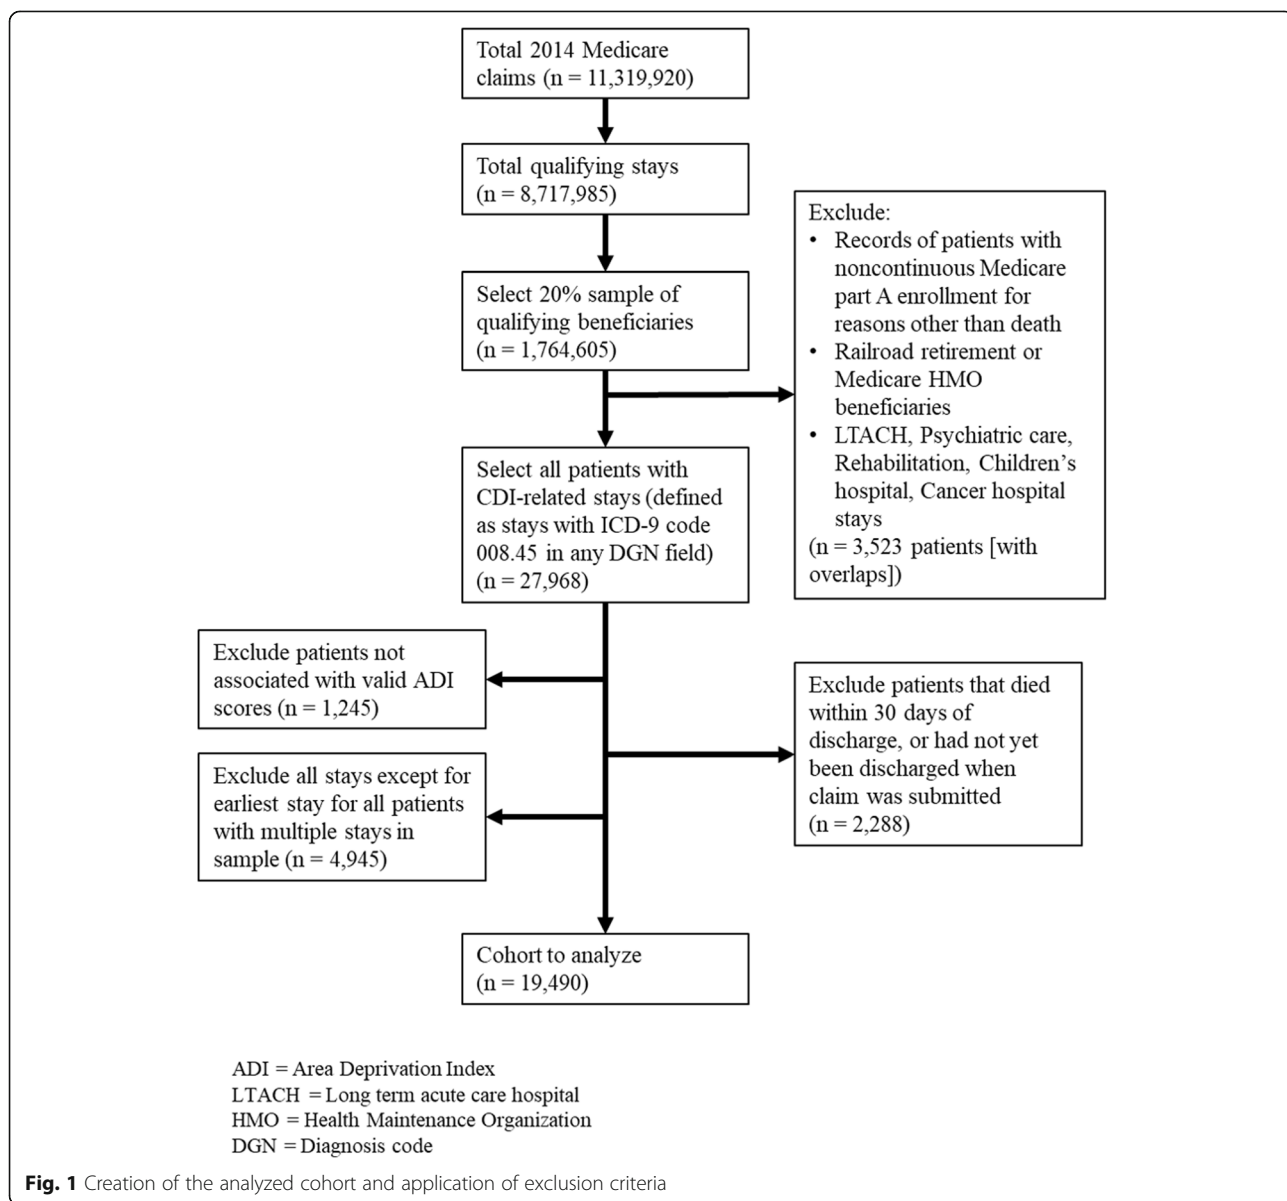 Total 2014 Medicare
claims (n = 11,319,920)
Total qualifying stays
(n = 8,717,985)
Select 20% sample of
qualifying beneficiaries
(n = 1,764,605)
Exclude:
• Records of patients with
noncontinuous Medicare
part A enrollment for
reasons other than death
• Railroad retirement or
Medicare HMO
beneficiaries
• LTACH, Psychiatric care,
Rehabilitation, Children's
hospital, Cancer hospital
stays
(n = 3,523 patients [with
overlaps])
Select all patients with
CDI-related stays (defined
as stays with ICD-9 code
008.45 in any DGN field)
(n = 27,968)
Exclude patients not
associated with valid ADI
scores (n = 1,245)
Exclude patients that died
within 30 days of
discharge, or had not yet
been discharged when
claim was submitted
(n = 2,288)
Exclude all stays except for
earliest stay for all patients
with multiple stays in
sample (n = 4,945)
Cohort to analyze
(n = 19,490)
ADI = Area Deprivation Index
LTACH = Long term acute care hospital
HMO = Health Maintenance Organization
DGN = Diagnosis code
Fig. 1 Creation of the analyzed cohort and application of exclusion criteria